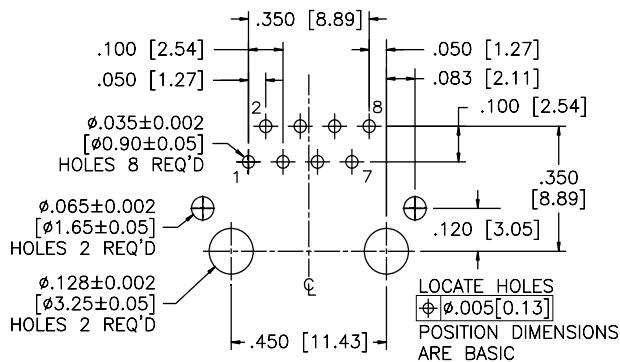 .350 [8.89]
.100 [2.54]
.050 [1.27]
.050 [1.27]
.083 [2.11]
2
8
.100 [2.54]
ø.035±0.002
[ø0.90±0.05]
HOLES 8 REQ'D
1
7
.350
[8.89]
ø.065±0.002
[ø1.65±0.05]
HOLES 2 REQ'D
.120 [3.05]
ø.128±0.002
[ø3.25±0.05]
HOLES 2 REQ'D
℄
LOCATE HOLES
⌖ ø.005[0.13]
POSITION DIMENSIONS
ARE BASIC
.450 [11.43]